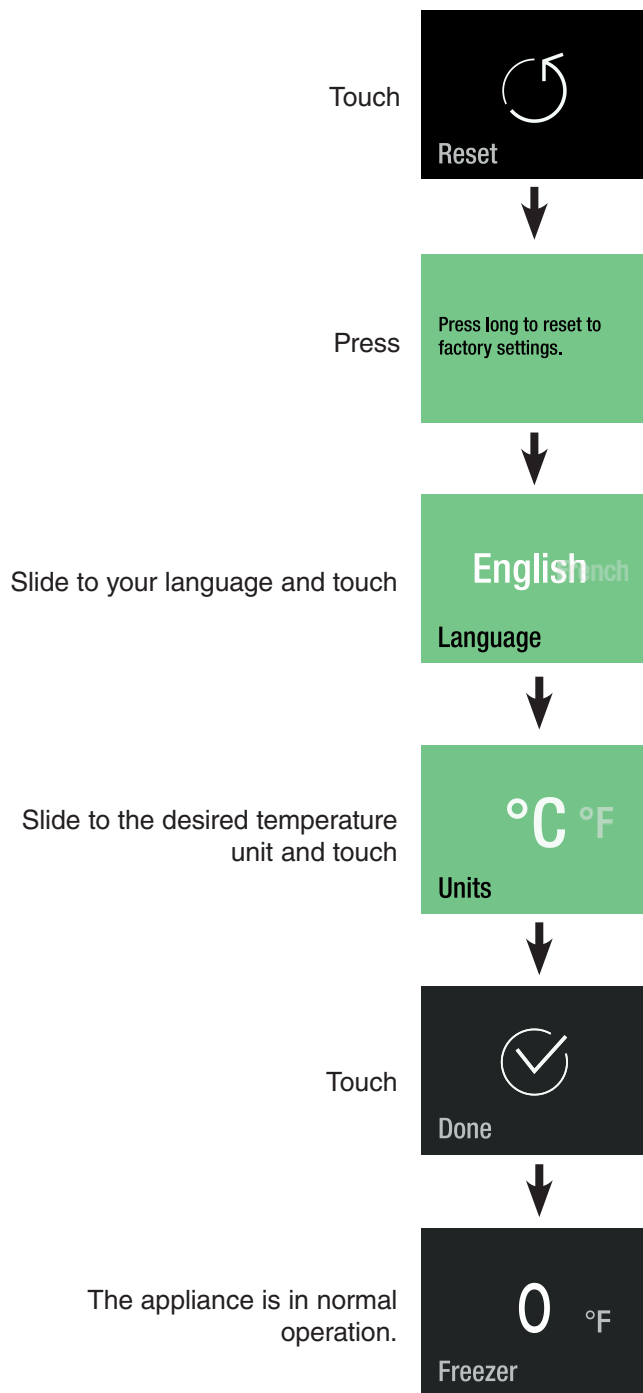 Touch
Reset
Press
Press long to reset to
factory settings.
Slide to your language and touch
English French
Language
Slide to the desired temperature
unit and touch
°C °F
Units
Touch
Done
The appliance is in normal
operation.
0 °F
Freezer